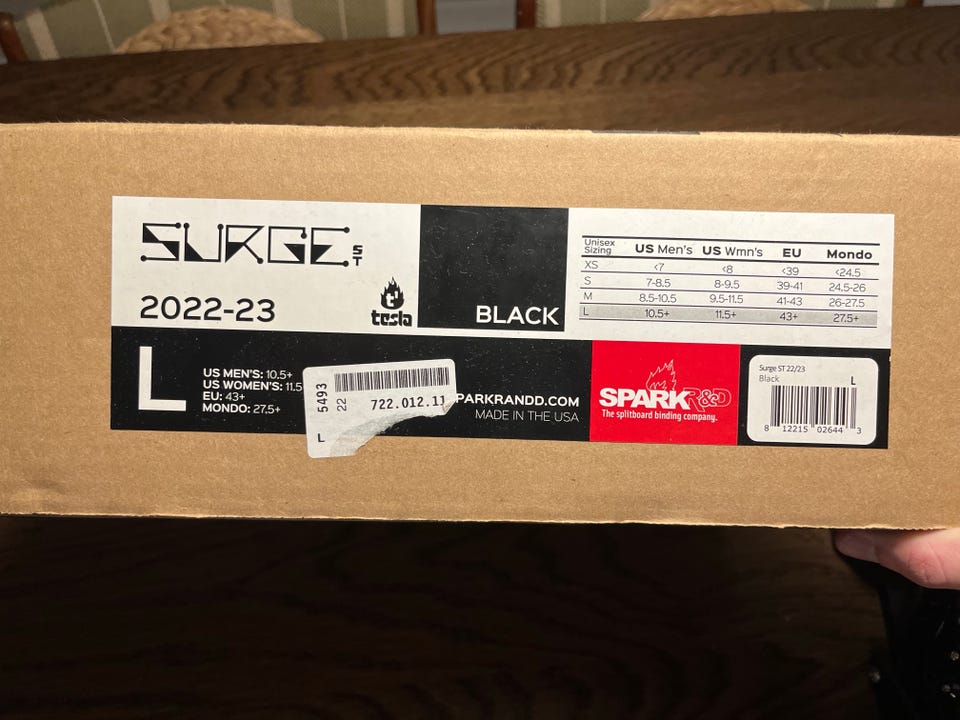 SURGE ST
2022-23
tesla
BLACK
Unisex Sizing US Men's US Wmn's EU Mondo
XS <7 <8 <39 <24.5
S 7-8.5 8-9.5 39-41 24.5-26
M 8.5-10.5 9.5-11.5 41-43 26-27.5
L 10.5+ 11.5+ 43+ 27.5+
L
US MEN'S: 10.5+
US WOMEN'S: 11.5
EU: 43+
MONDO: 27.5+
5493
22
722.012.11
L
PARKRANDD.COM
MADE IN THE USA
SPARK R&D
The splitboard binding company.
Surge ST 22/23
Black L
8 12215 02644 3